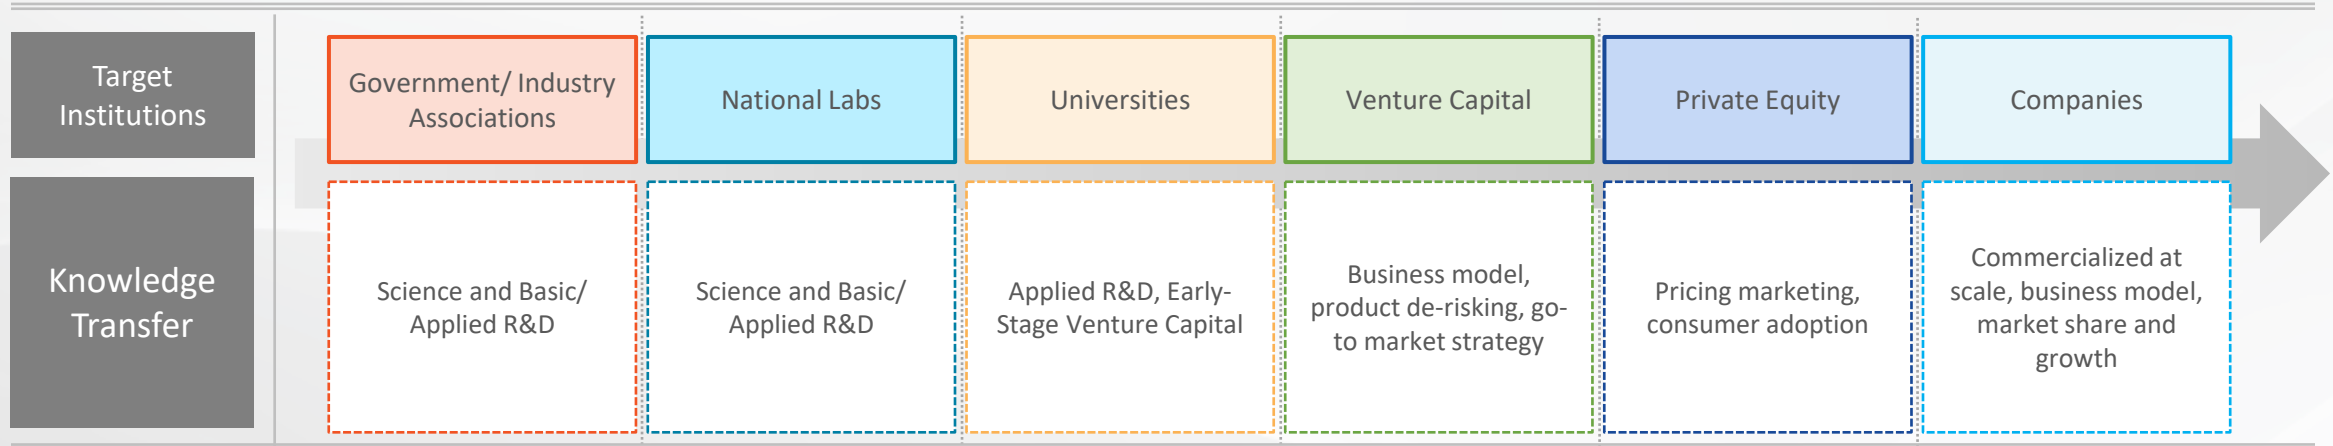 Target
Institutions
Government/ Industry
Associations
National Labs
Universities
Venture Capital
Private Equity
Companies
Knowledge
Transfer
Science and Basic/
Applied R&D
Science and Basic/
Applied R&D
Applied R&D, Early-
Stage Venture Capital
Business model,
product de-risking, go-
to market strategy
Pricing marketing,
consumer adoption
Commercialized at
scale, business model,
market share and
growth